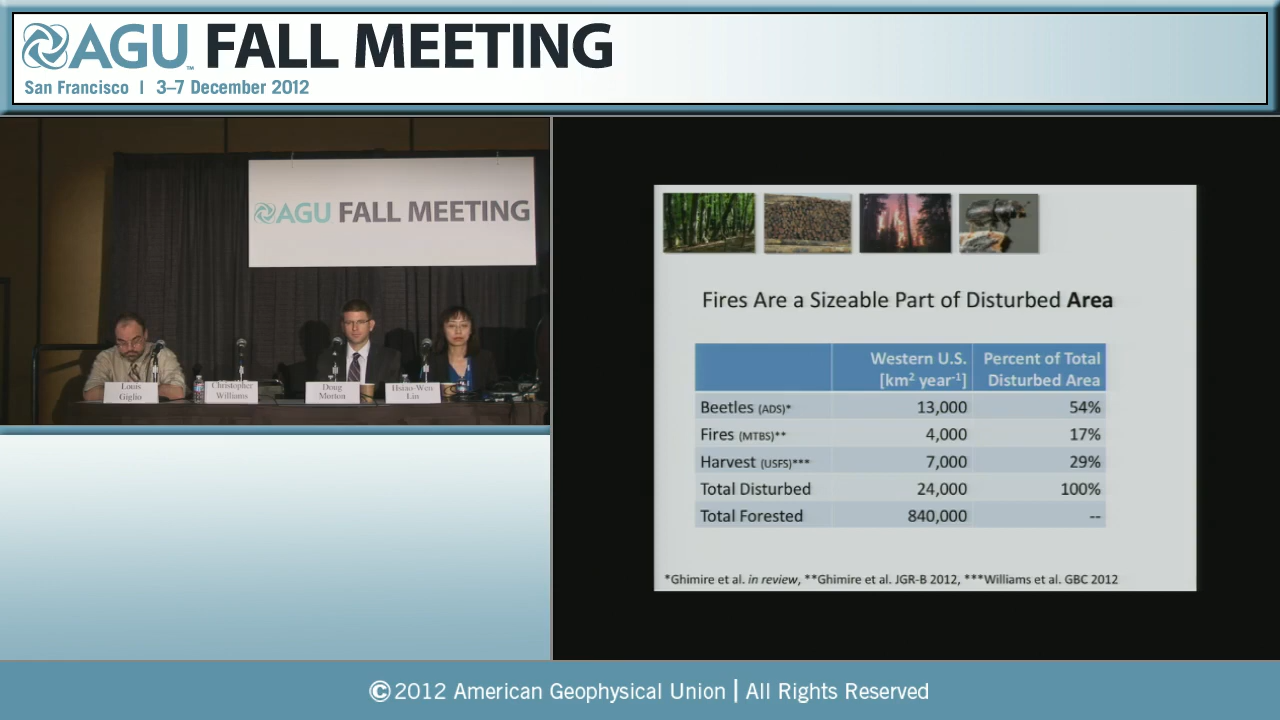 AGU™ FALL MEETING
San Francisco | 3–7 December 2012
AGU FALL MEETING
Louis
Giglio
Christopher
Williams
Doug
Morton
Hsiao-Wen
Lin
Fires Are a Sizeable Part of Disturbed Area
Western U.S. Percent of Total
[km² year⁻¹] Disturbed Area
Beetles (ADS)* 13,000 54%
Fires (MTBS)** 4,000 17%
Harvest (USFS)*** 7,000 29%
Total Disturbed 24,000 100%
Total Forested 840,000 --
*Ghimire et al. in review, **Ghimire et al. JGR-B 2012, ***Williams et al. GBC 2012
©2012 American Geophysical Union | All Rights Reserved